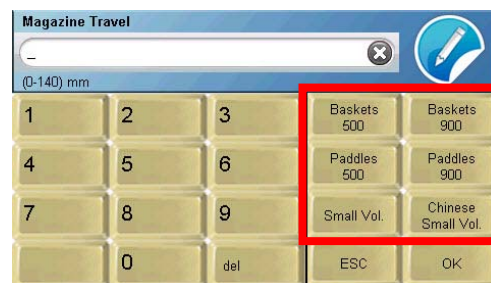 Magazine Travel
_
(0-140) mm
1 2 3 Baskets 500 Baskets 900
4 5 6 Paddles 500 Paddles 900
7 8 9 Small Vol. Chinese Small Vol.
0 del ESC OK